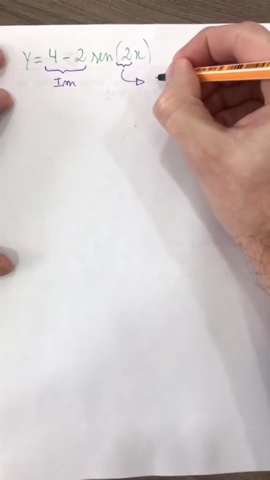 y = 4 - 2 sen(2x)
Im